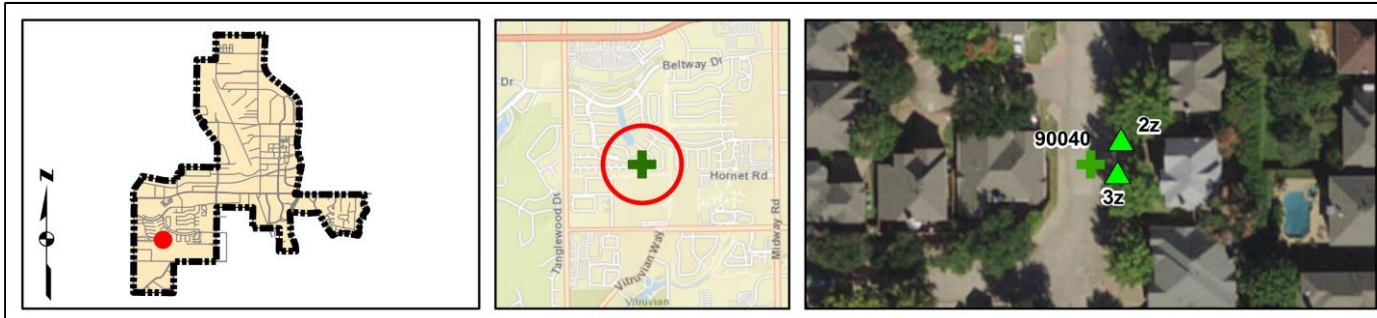 N
Beltway Dr
Dr
Hornet Rd
Tanglewood Dr
Midway Rd
Vitruvian Way
Vitruvian
90040
2z
3z